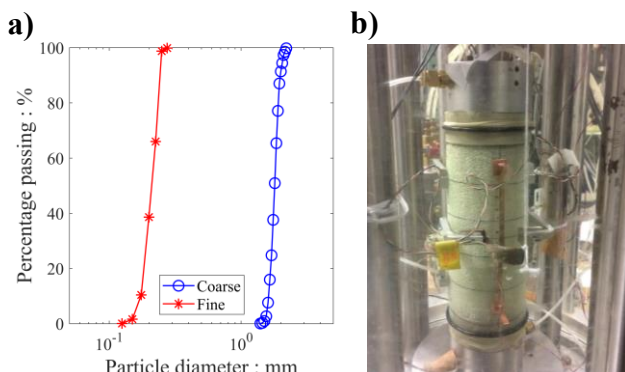 a)
b)
100
80
60
40
20
0
Percentage passing : %
Coarse
Fine
10⁻¹
10⁰
Particle diameter : mm